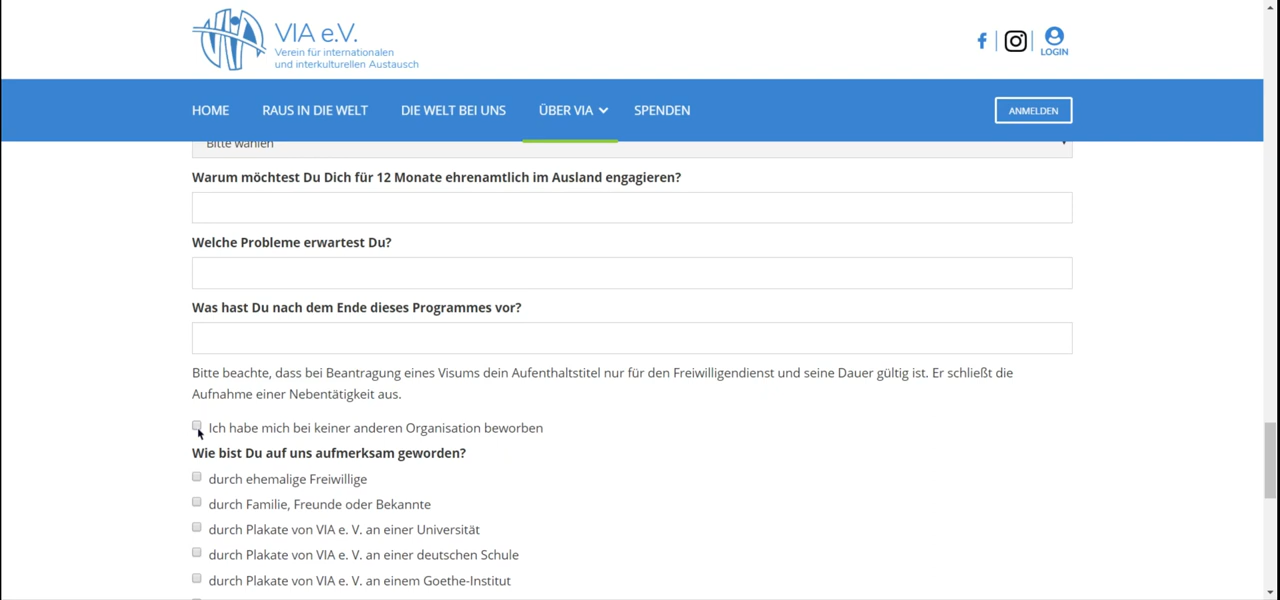 VIA e.V.
Verein für internationalen
und interkulturellen Austausch
LOGIN
HOME
RAUS IN DIE WELT
DIE WELT BEI UNS
ÜBER VIA
SPENDEN
ANMELDEN
Bitte wählen
Warum möchtest Du Dich für 12 Monate ehrenamtlich im Ausland engagieren?
Welche Probleme erwartest Du?
Was hast Du nach dem Ende dieses Programmes vor?
Bitte beachte, dass bei Beantragung eines Visums dein Aufenthaltstitel nur für den Freiwilligendienst und seine Dauer gültig ist. Er schließt die
Aufnahme einer Nebentätigkeit aus.
Ich habe mich bei keiner anderen Organisation beworben
Wie bist Du auf uns aufmerksam geworden?
durch ehemalige Freiwillige
durch Familie, Freunde oder Bekannte
durch Plakate von VIA e. V. an einer Universität
durch Plakate von VIA e. V. an einer deutschen Schule
durch Plakate von VIA e. V. an einem Goethe-Institut